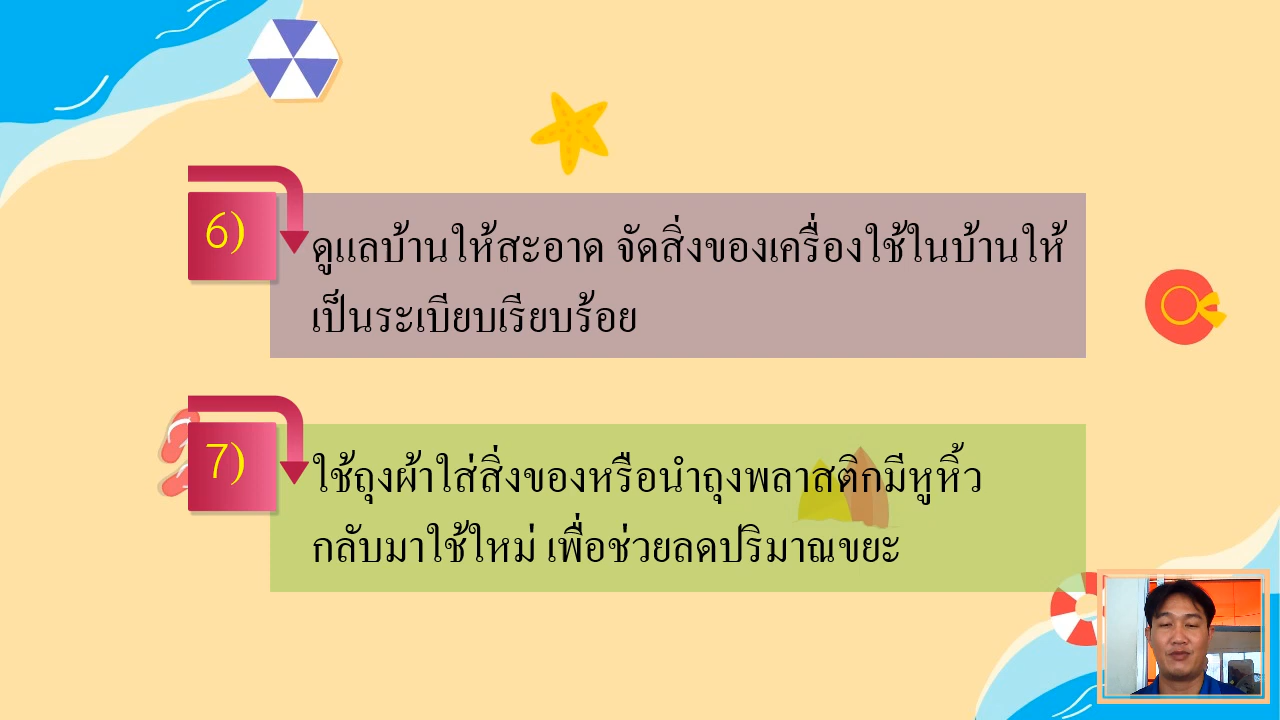 6)
ดูแลบ้านให้สะอาด จัดสิ่งของเครื่องใช้ในบ้านให้
เป็นระเบียบเรียบร้อย
7)
ใช้ถุงผ้าใส่สิ่งของหรือนำถุงพลาสติกมีหูหิ้ว
กลับมาใช้ใหม่ เพื่อช่วยลดปริมาณขยะ